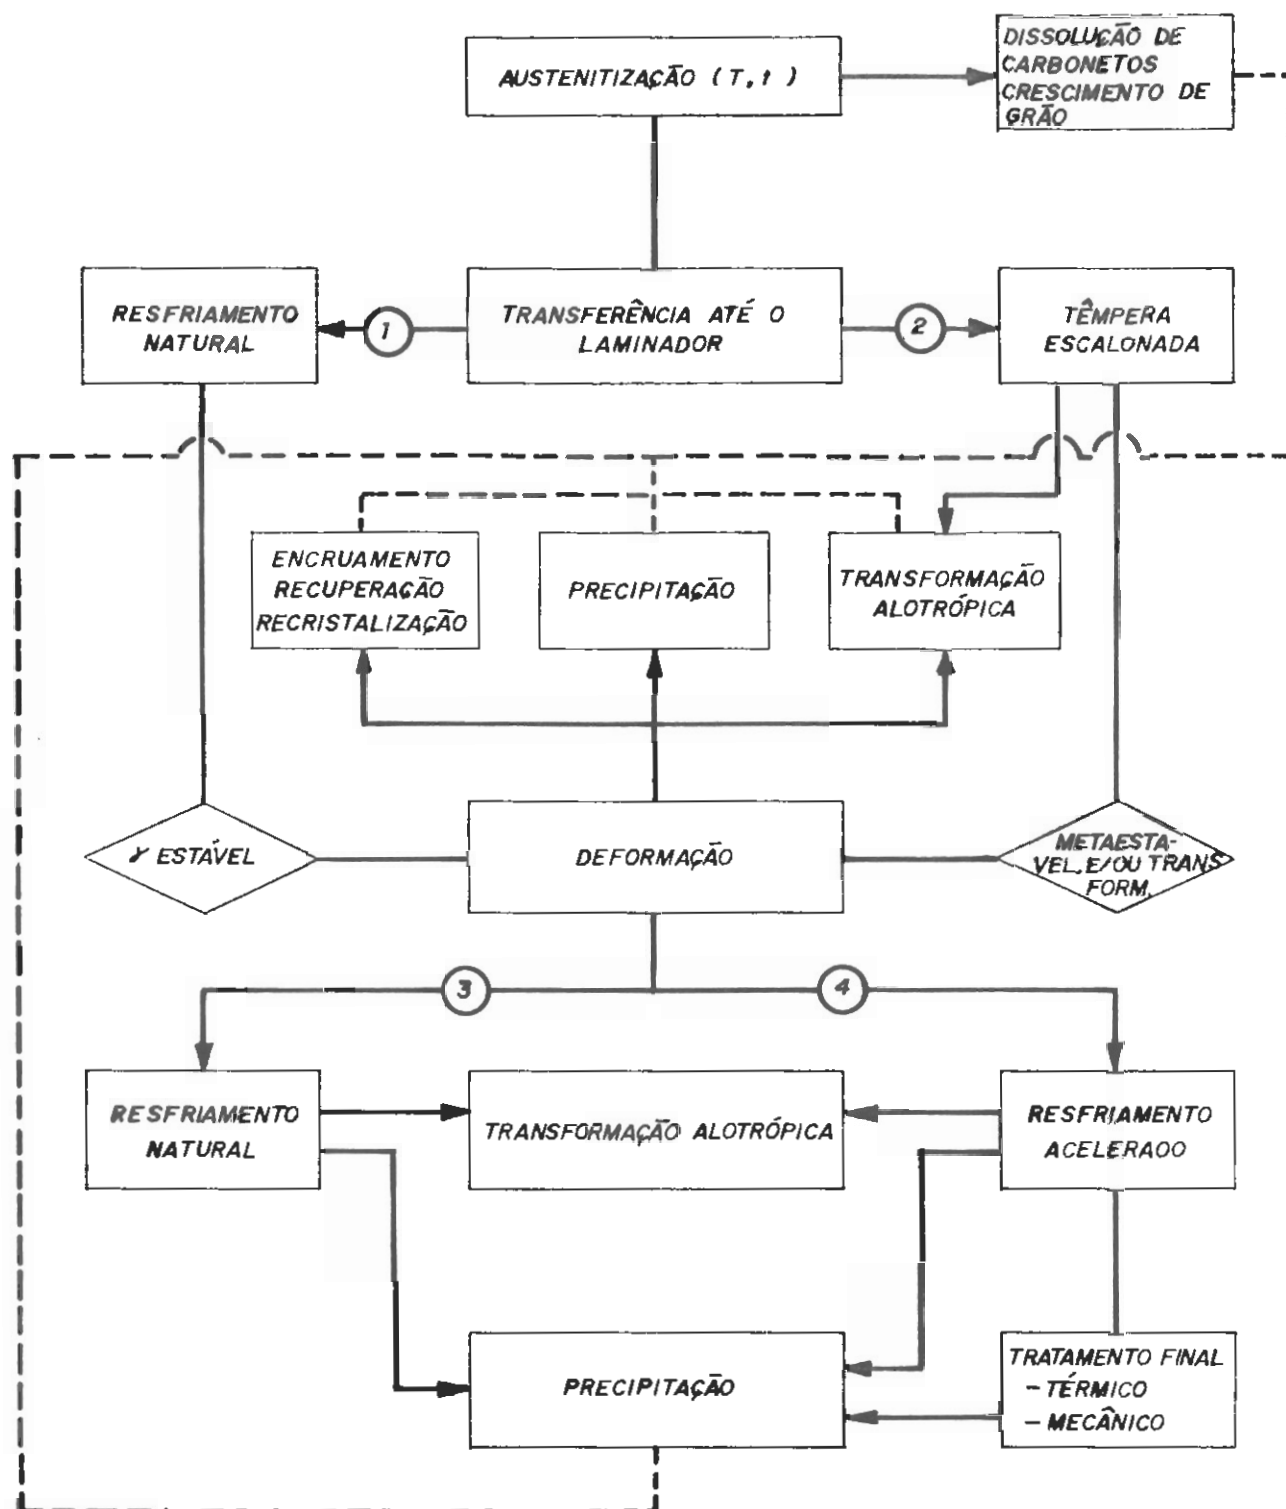 AUSTENITIZAÇÃO (T, t)
DISSOLUÇÃO DE
CARBONETOS
CRESCIMENTO DE
GRÃO
RESFRIAMENTO
NATURAL
1
TRANSFERÊNCIA ATÉ O
LAMINADOR
2
TÊMPERA
ESCALONADA
ENCRUAMENTO
RECUPERAÇÃO
RECRISTALIZAÇÃO
PRECIPITAÇÃO
TRANSFORMAÇÃO
ALOTRÓPICA
γ ESTÁVEL
DEFORMAÇÃO
METAESTA-
VEL, E/OU TRANS
FORM.
3
4
RESFRIAMENTO
NATURAL
TRANSFORMAÇÃO ALOTRÓPICA
RESFRIAMENTO
ACELERADO
PRECIPITAÇÃO
TRATAMENTO FINAL
- TÉRMICO
- MECÂNICO